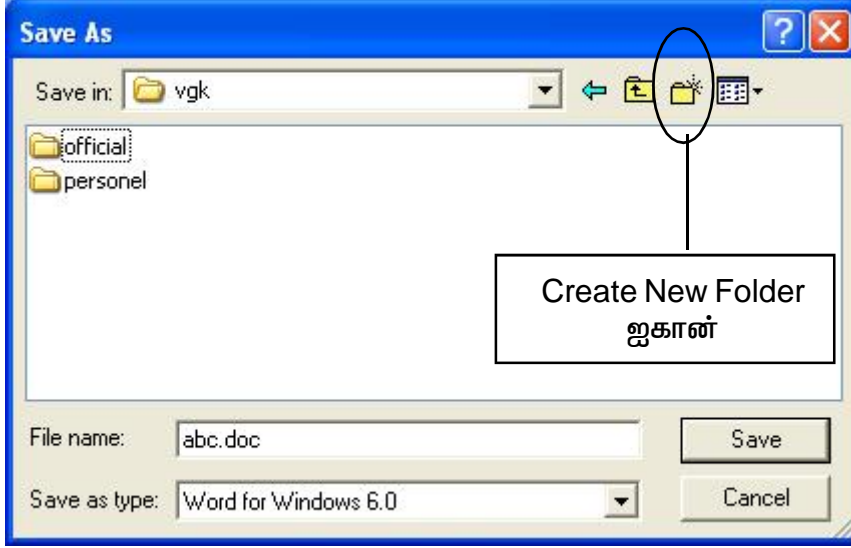 Save As
Save in: vgk
official
personel
Create New Folder
ஐகான்
File name: abc.doc Save
Save as type: Word for Windows 6.0 Cancel